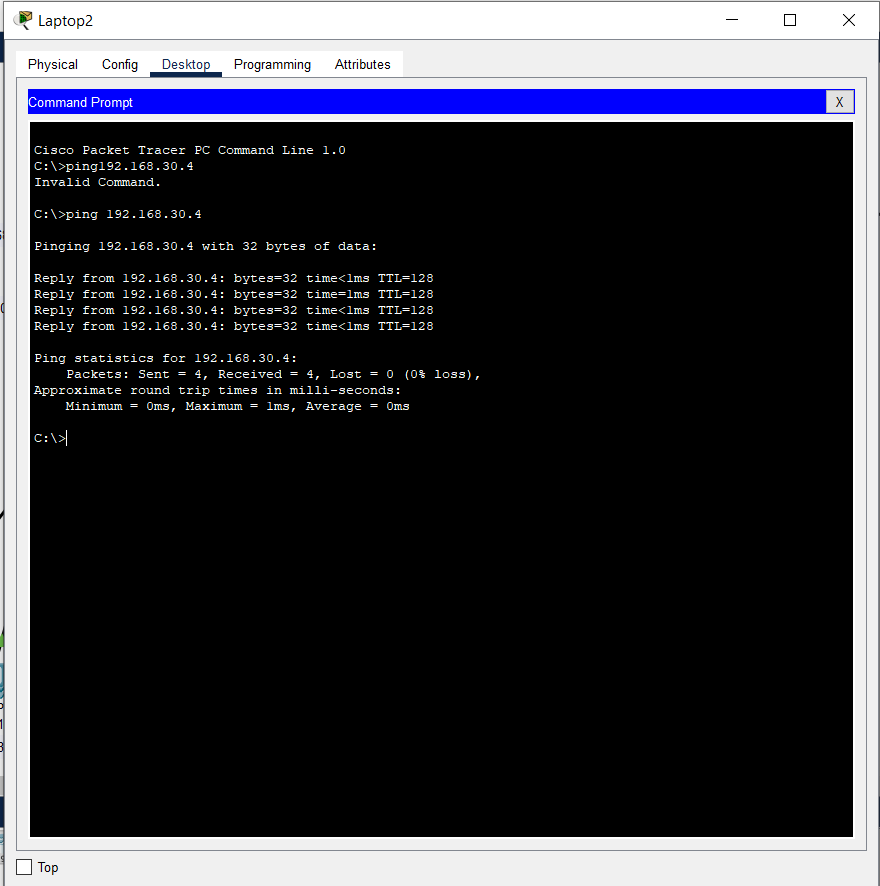 Laptop2
Physical Config Desktop Programming Attributes
Command Prompt X
Cisco Packet Tracer PC Command Line 1.0
C:\>ping192.168.30.4
Invalid Command.
C:\>ping 192.168.30.4
Pinging 192.168.30.4 with 32 bytes of data:
Reply from 192.168.30.4: bytes=32 time<1ms TTL=128
Reply from 192.168.30.4: bytes=32 time=1ms TTL=128
Reply from 192.168.30.4: bytes=32 time<1ms TTL=128
Reply from 192.168.30.4: bytes=32 time<1ms TTL=128
Ping statistics for 192.168.30.4:
Packets: Sent = 4, Received = 4, Lost = 0 (0% loss),
Approximate round trip times in milli-seconds:
Minimum = 0ms, Maximum = 1ms, Average = 0ms
C:\>
Top